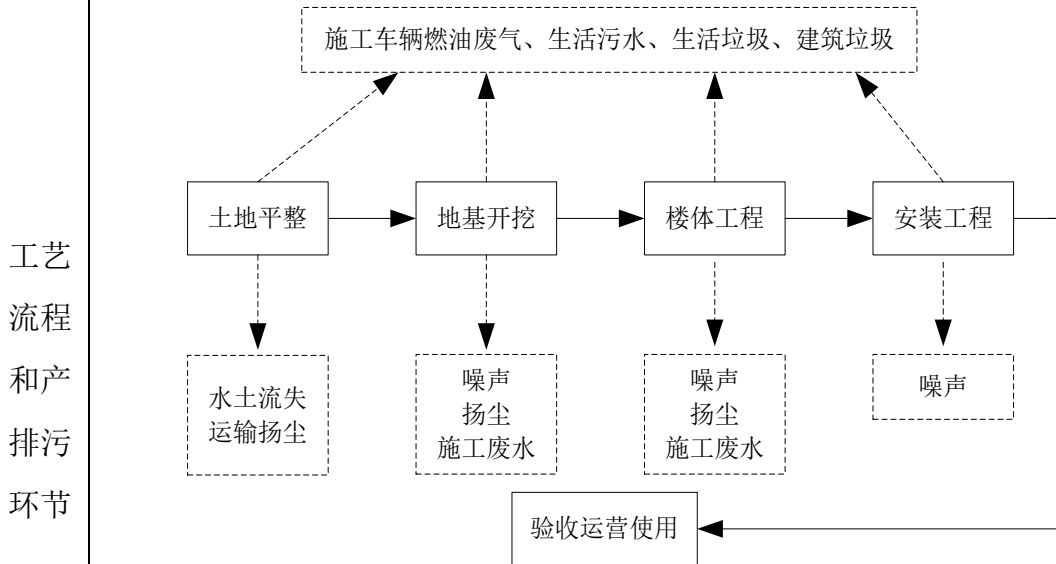 施工车辆燃油废气、生活污水、生活垃圾、建筑垃圾
土地平整
地基开挖
楼体工程
安装工程
工艺
流程
和产
排污
环节
水土流失
运输扬尘
噪声
扬尘
施工废水
噪声
扬尘
施工废水
噪声
验收运营使用